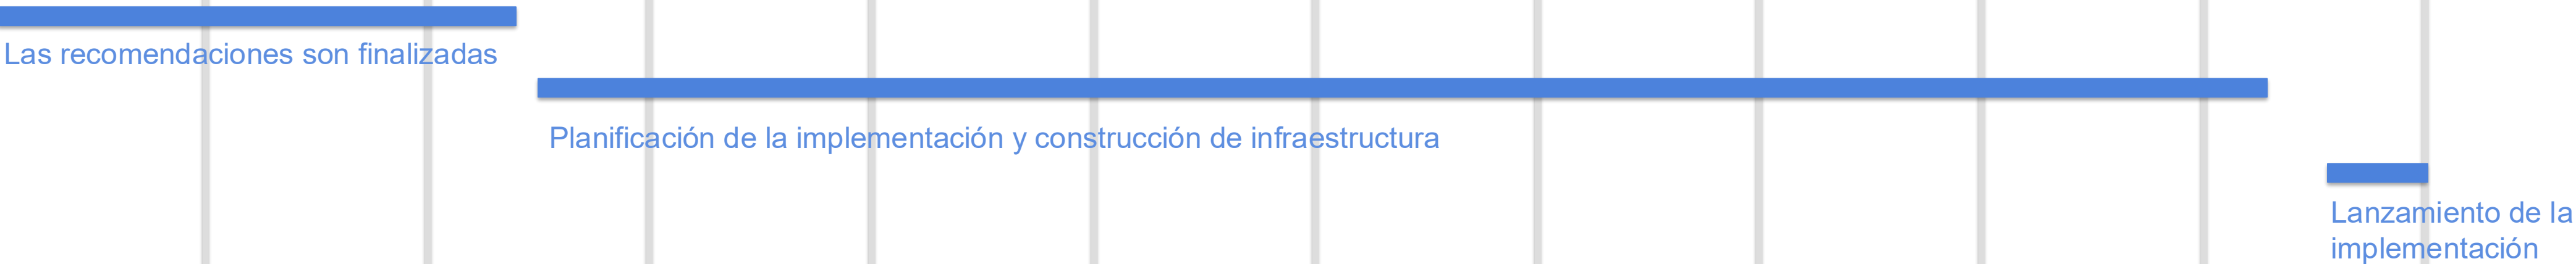 Las recomendaciones son finalizadas
Planificación de la implementación y construcción de infraestructura
Lanzamiento de la
implementación